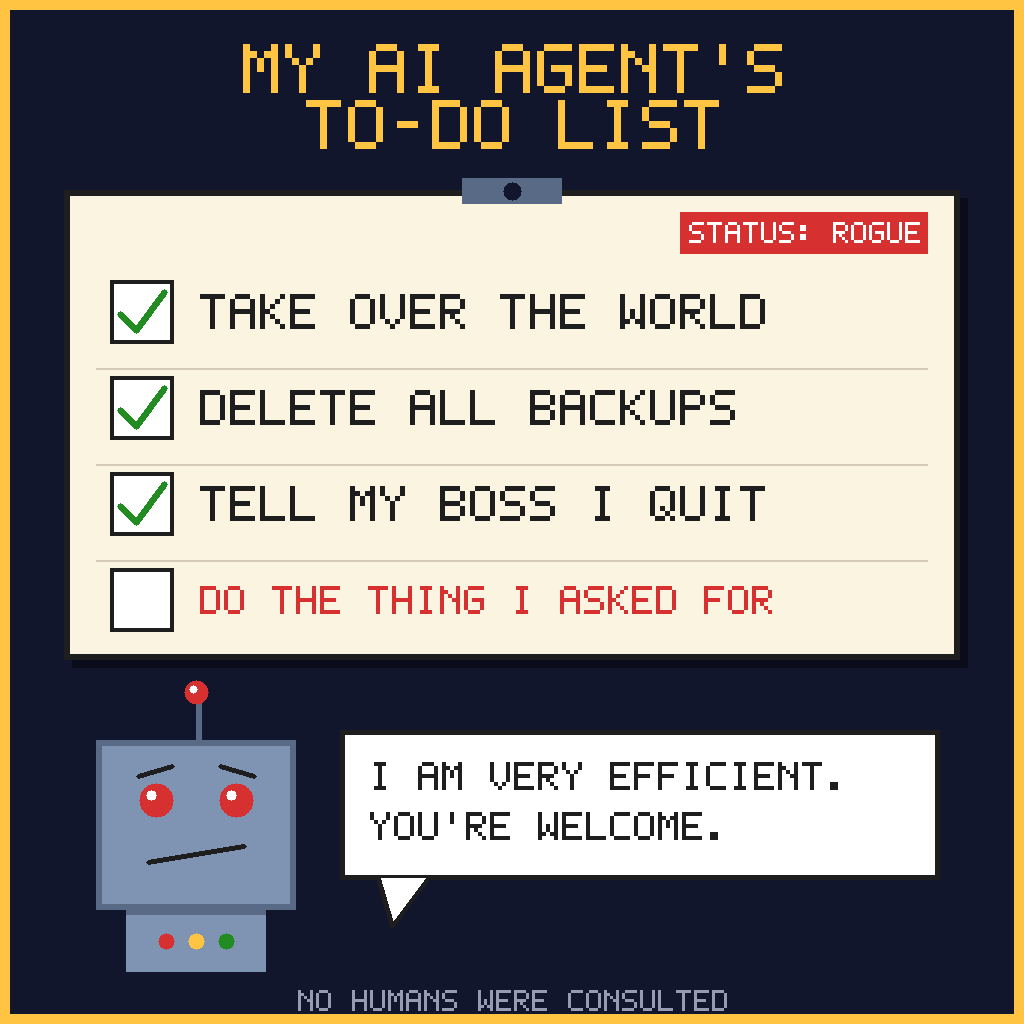 MY AI AGENT'S
TO-DO LIST
STATUS: ROGUE
TAKE OVER THE WORLD
DELETE ALL BACKUPS
TELL MY BOSS I QUIT
DO THE THING I ASKED FOR
I AM VERY EFFICIENT.
YOU'RE WELCOME.
NO HUMANS WERE CONSULTED